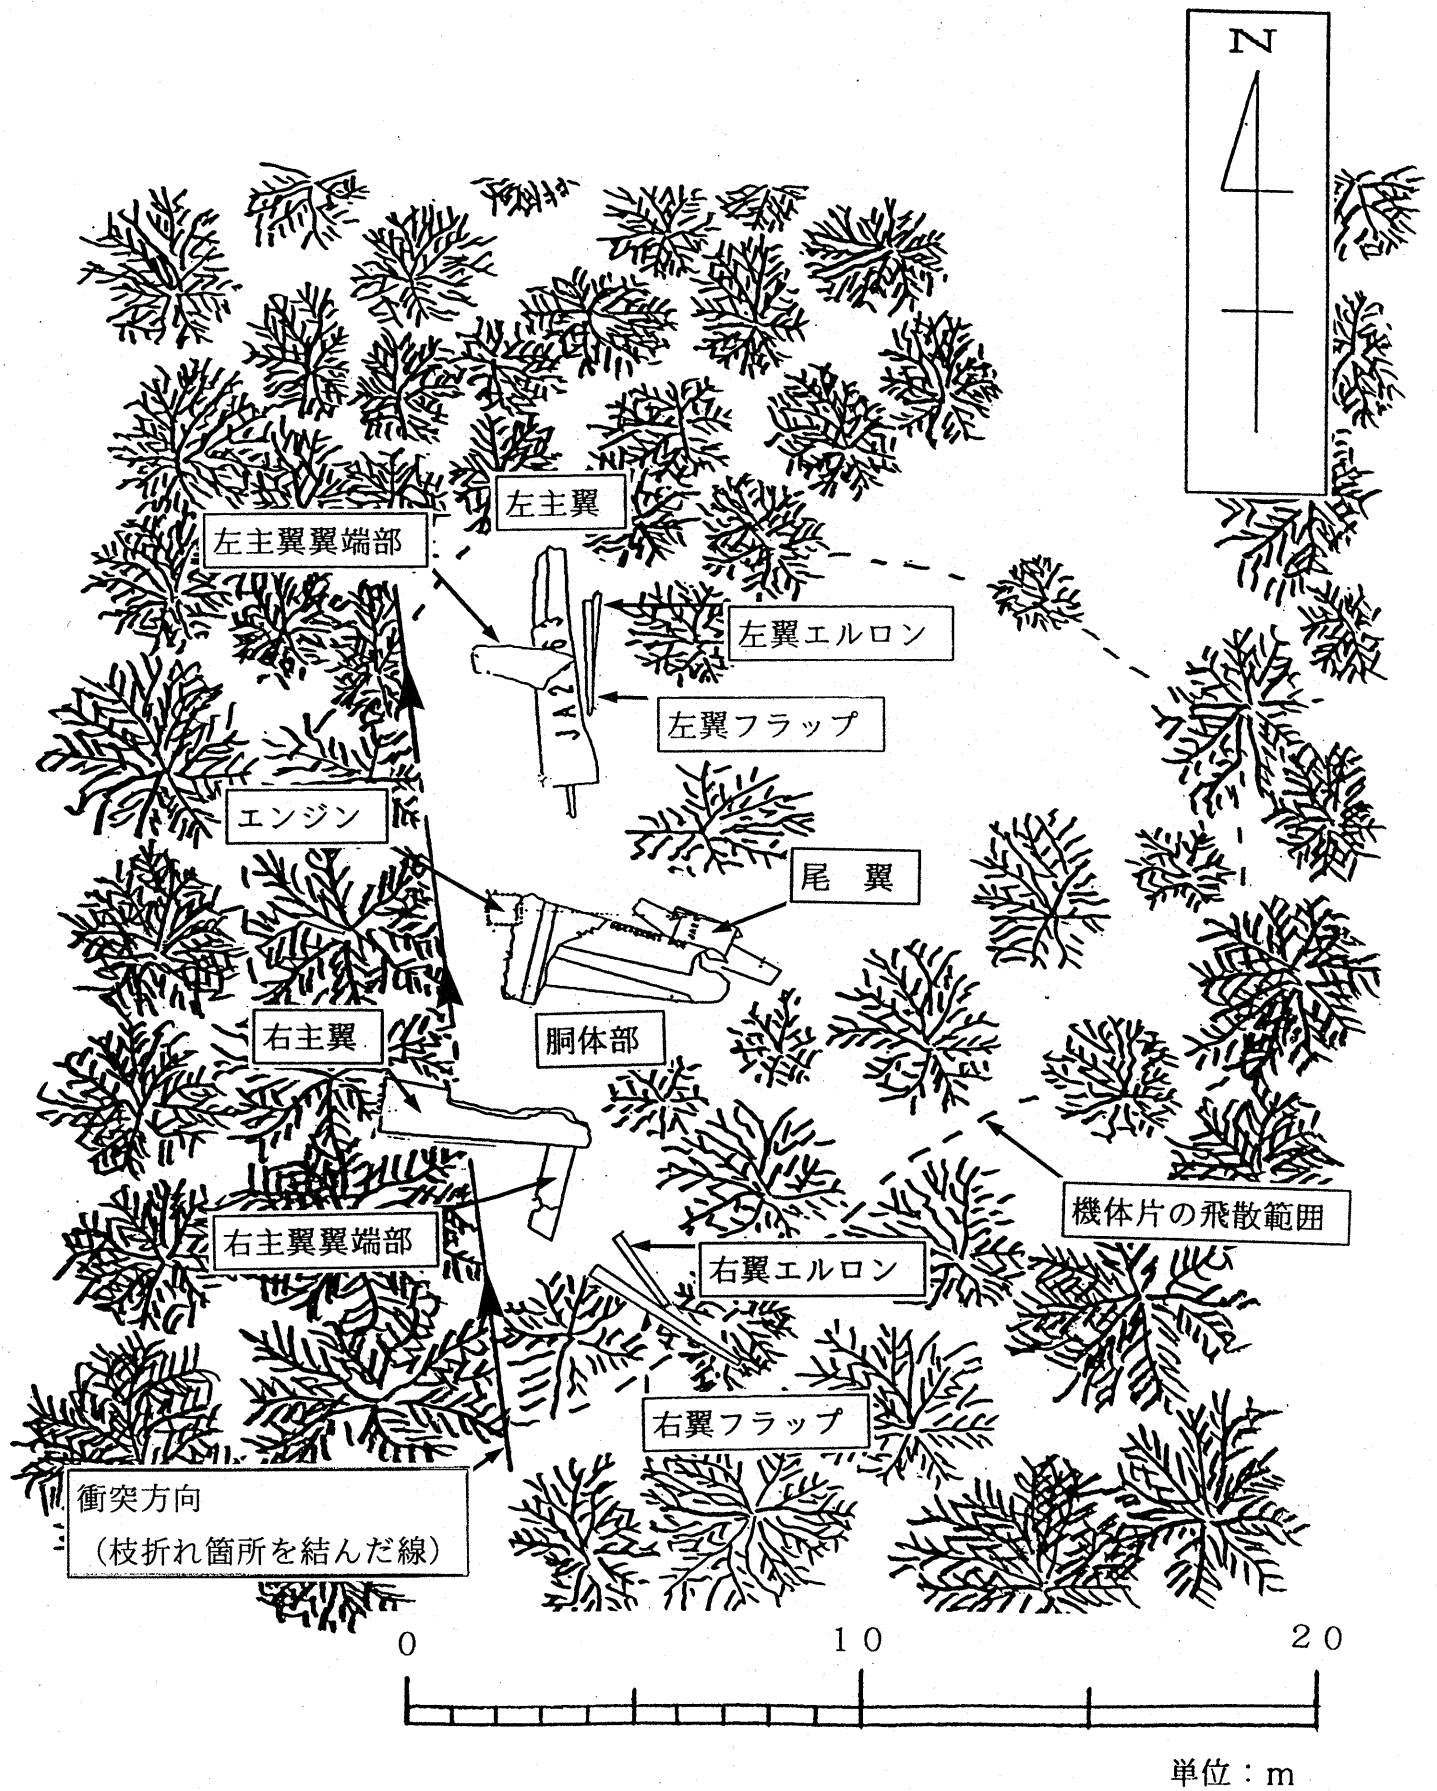 N
左主翼
左主翼翼端部
左翼エルロン
JA2 63
左翼フラップ
エンジン
尾 翼
右主翼
胴体部
機体片の飛散範囲
右主翼翼端部
右翼エルロン
右翼フラップ
衝突方向
（枝折れ箇所を結んだ線）
0 10 20
単位：m